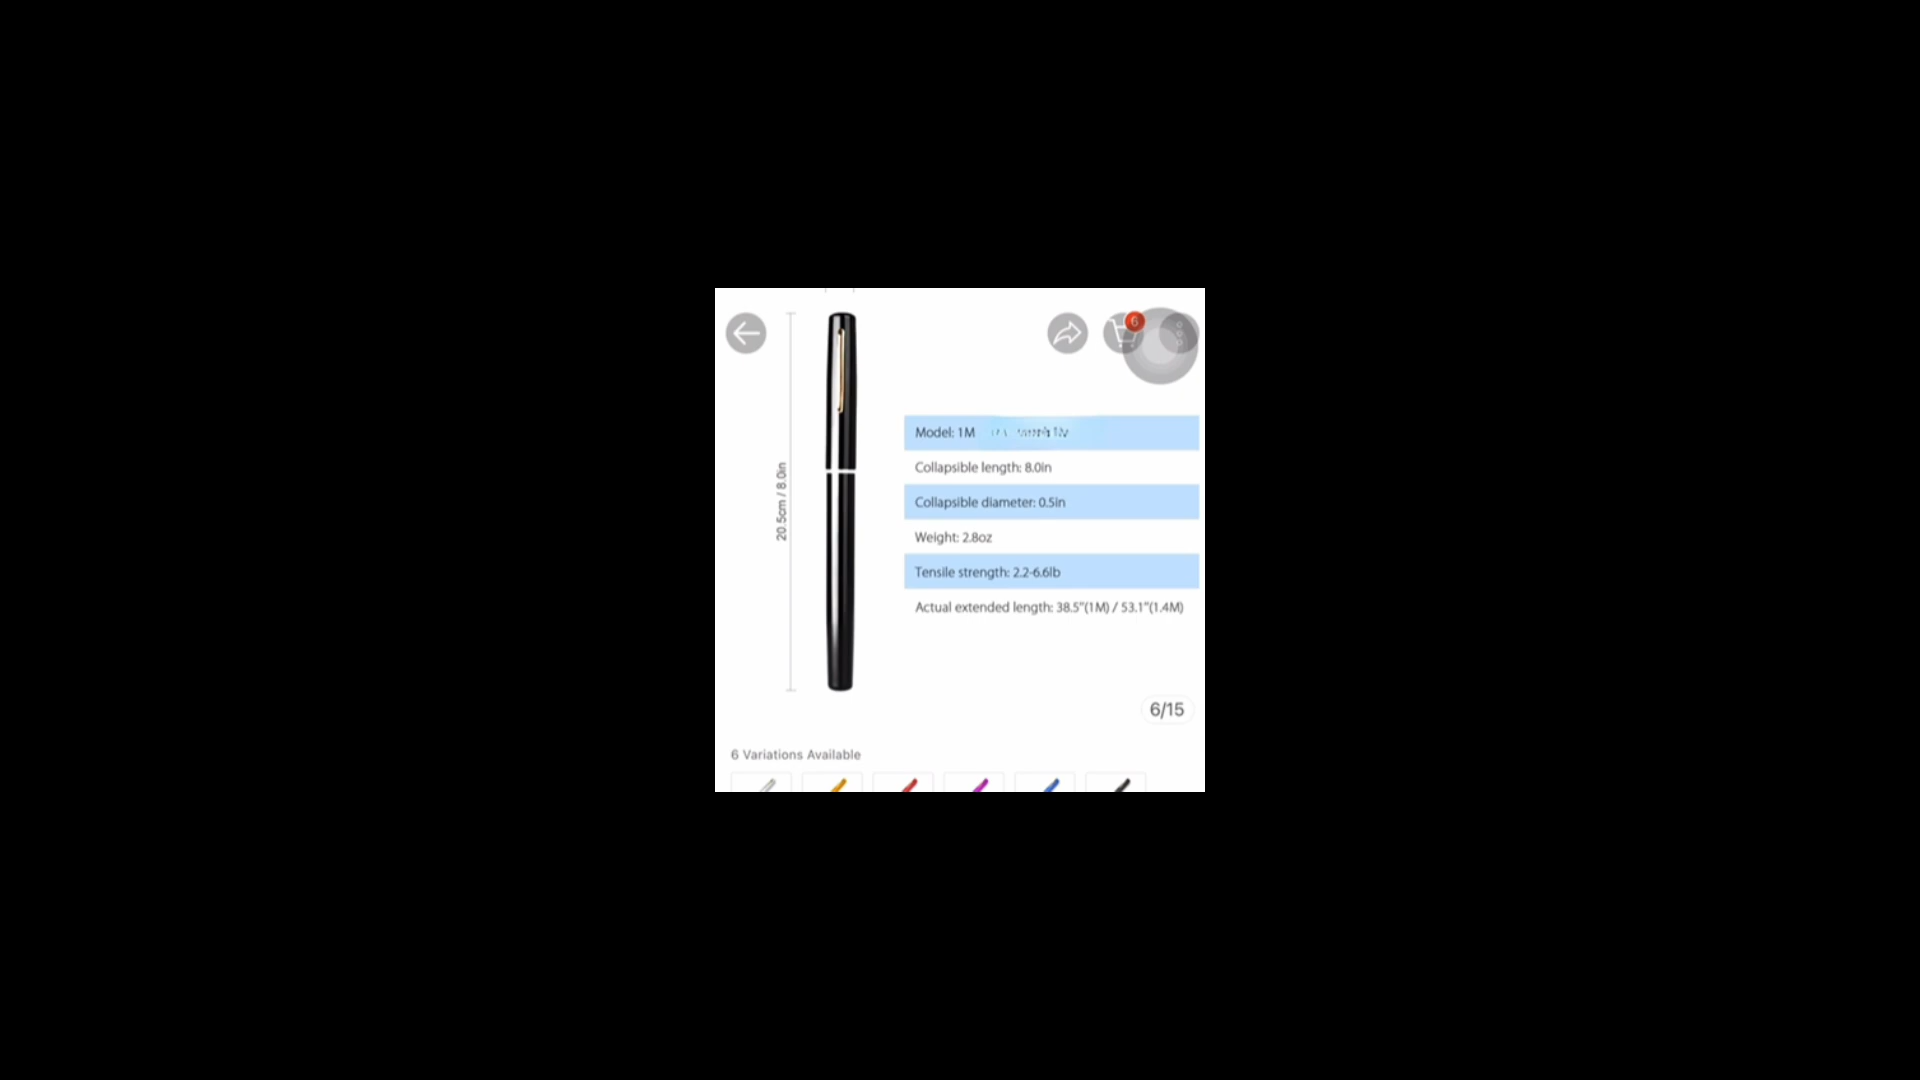 6
20.5cm / 8.0in
Model: 1M
Collapsible length: 8.0in
Collapsible diameter: 0.5in
Weight: 2.8oz
Tensile strength: 2.2-6.6lb
Actual extended length: 38.5"(1M) / 53.1"(1.4M)
6/15
6 Variations Available